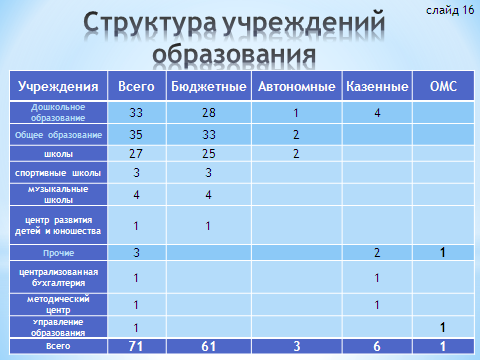 слайд 16
Структура учреждений
образования
Учреждения Всего Бюджетные Автономные Казенные ОМС
Дошкольное
образование 33 28 1 4
Общее образование 35 33 2
школы 27 25 2
спортивные школы 3 3
музыкальные
школы 4 4
центр развития
детей и юношества 1 1
Прочие 3 2 1
централизованная
бухгалтерия 1 1
методический
центр 1 1
Управление
образования 1 1
Всего 71 61 3 6 1